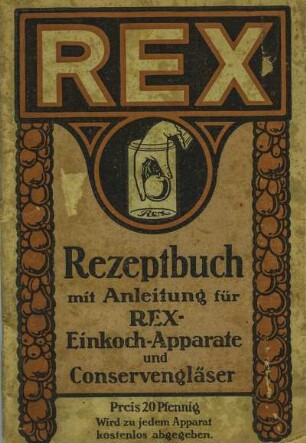 REX
Rex
Rezeptbuch
mit Anleitung für
REX-
Einkoch-Apparate
und
Conservengläser
Preis 20 Pfennig
Wird zu jedem Apparat
kostenlos abgegeben.